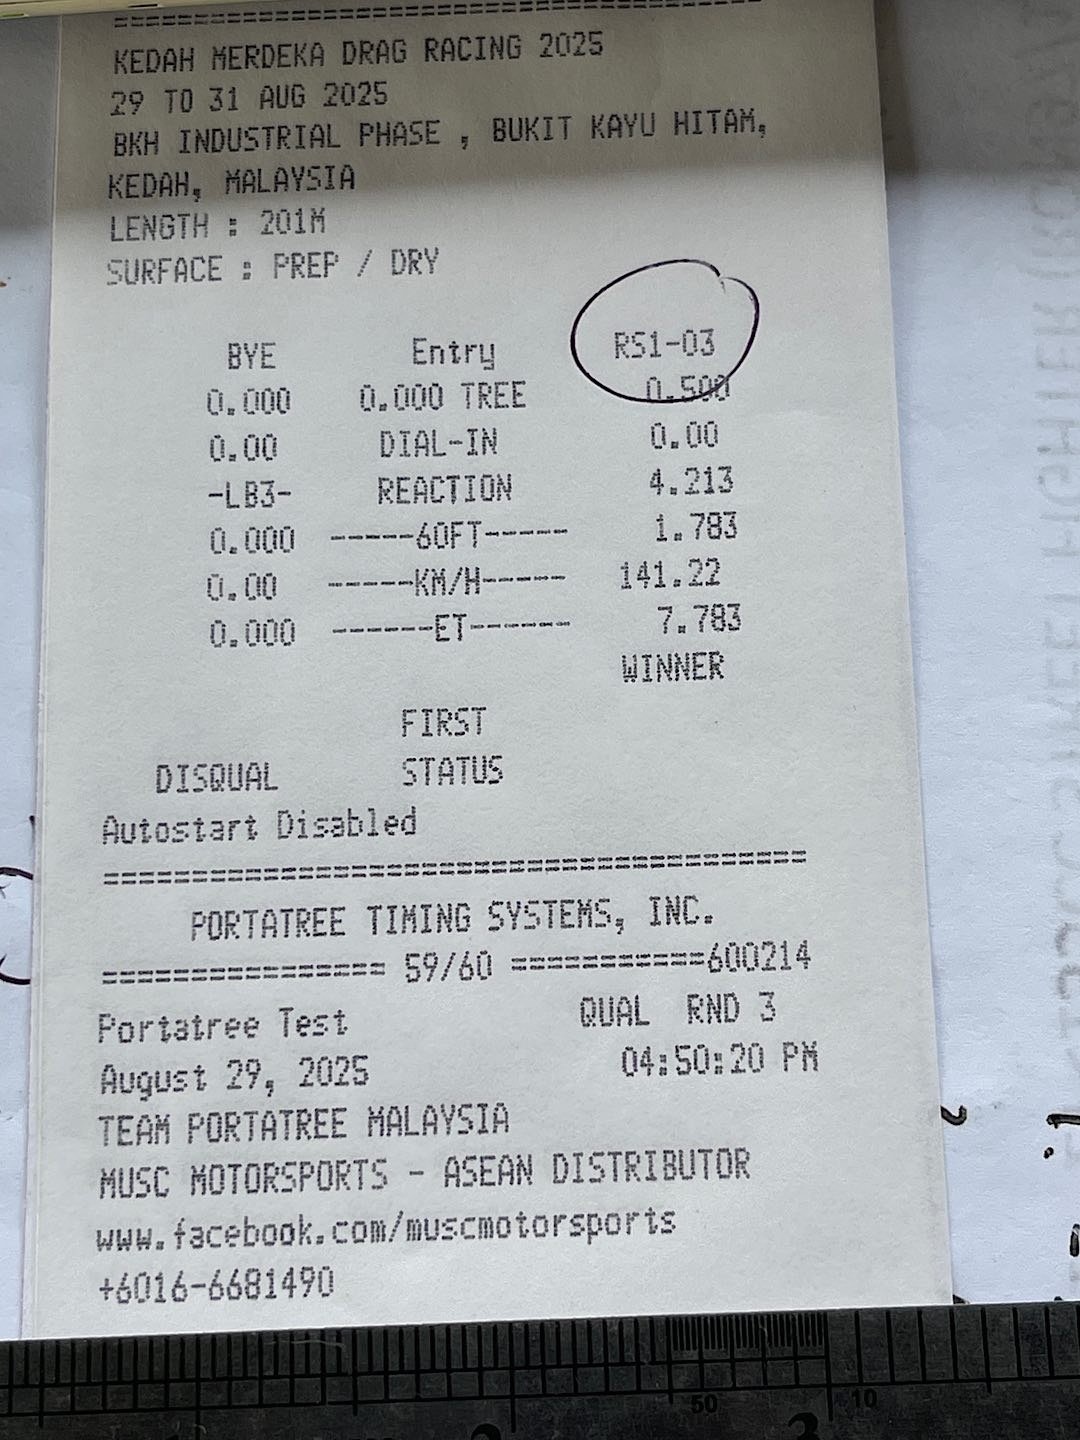 ========================================
KEDAH MERDEKA DRAG RACING 2025
29 TO 31 AUG 2025
BKH INDUSTRIAL PHASE , BUKIT KAYU HITAM,
KEDAH, MALAYSIA
LENGTH : 201M
SURFACE : PREP / DRY
BYE Entry RS1-03
0.000 0.000 TREE 0.500
0.00 DIAL-IN 0.00
-LB3- REACTION 4.213
0.000 -----60FT----- 1.783
0.00 -----KM/H----- 141.22
0.000 ------ET------ 7.783
WINNER
FIRST
DISQUAL STATUS
Autostart Disabled
========================================
PORTATREE TIMING SYSTEMS, INC.
================ 59/60 ===========600214
Portatree Test QUAL RND 3
August 29, 2025 04:50:20 PM
TEAM PORTATREE MALAYSIA
MUSC MOTORSPORTS - ASEAN DISTRIBUTOR
www.facebook.com/muscmotorsports
+6016-6681490
50 10
2 3